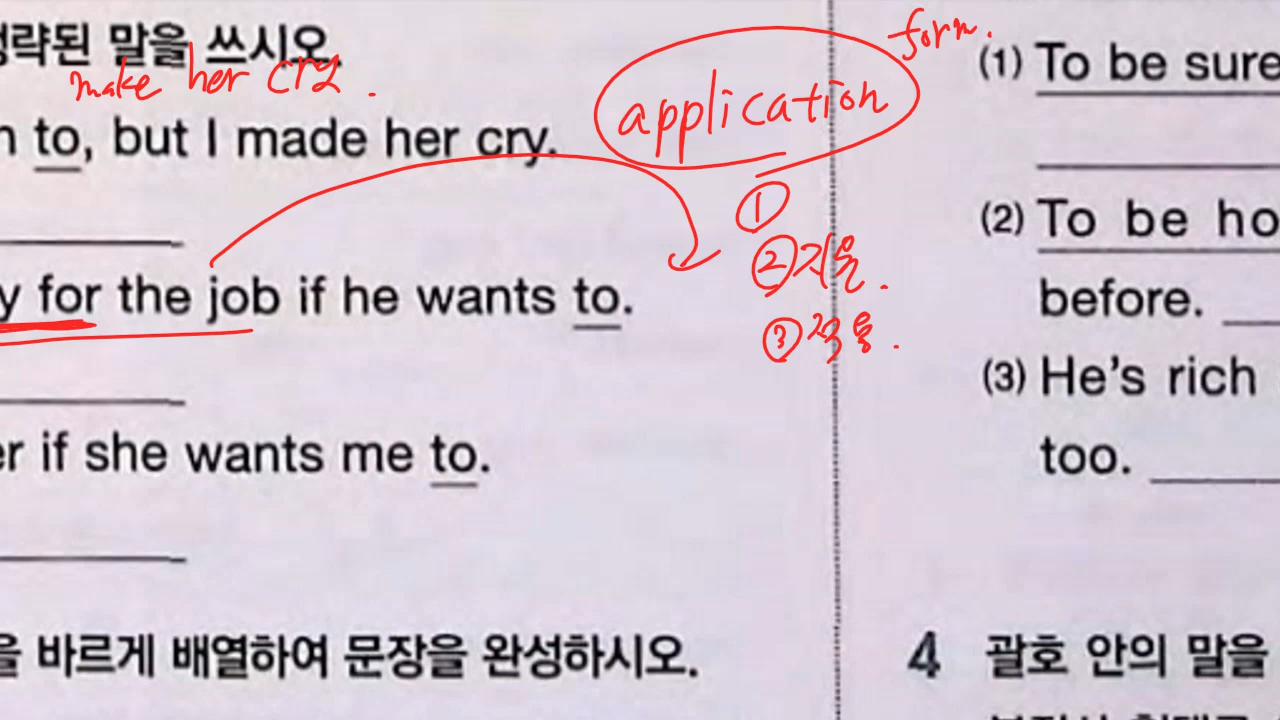 생략된 말을 쓰시오.
make her cry.
to, but I made her cry.
for the job if he wants to.
if she wants me to.
바르게 배열하여 문장을 완성하시오.
application form.
①
② 지원.
③ 적용.
(1) To be sure
(2) To be
before.
(3) He's rich
too.
4 괄호 안의 말을